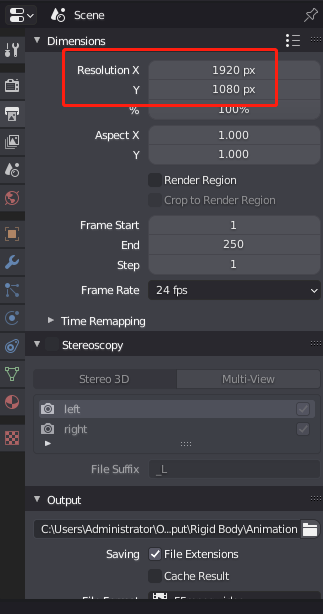 Scene
Dimensions
Resolution X 1920 px
Y 1080 px
% 100%
Aspect X 1.000
Y 1.000
Render Region
Crop to Render Region
Frame Start 1
End 250
Step 1
Frame Rate 24 fps
Time Remapping
Stereoscopy
Stereo 3D Multi-View
left
right
File Suffix _L
Output
C:\Users\Administrator\O...put\Rigid Body\Animation
Saving File Extensions
Cache Result